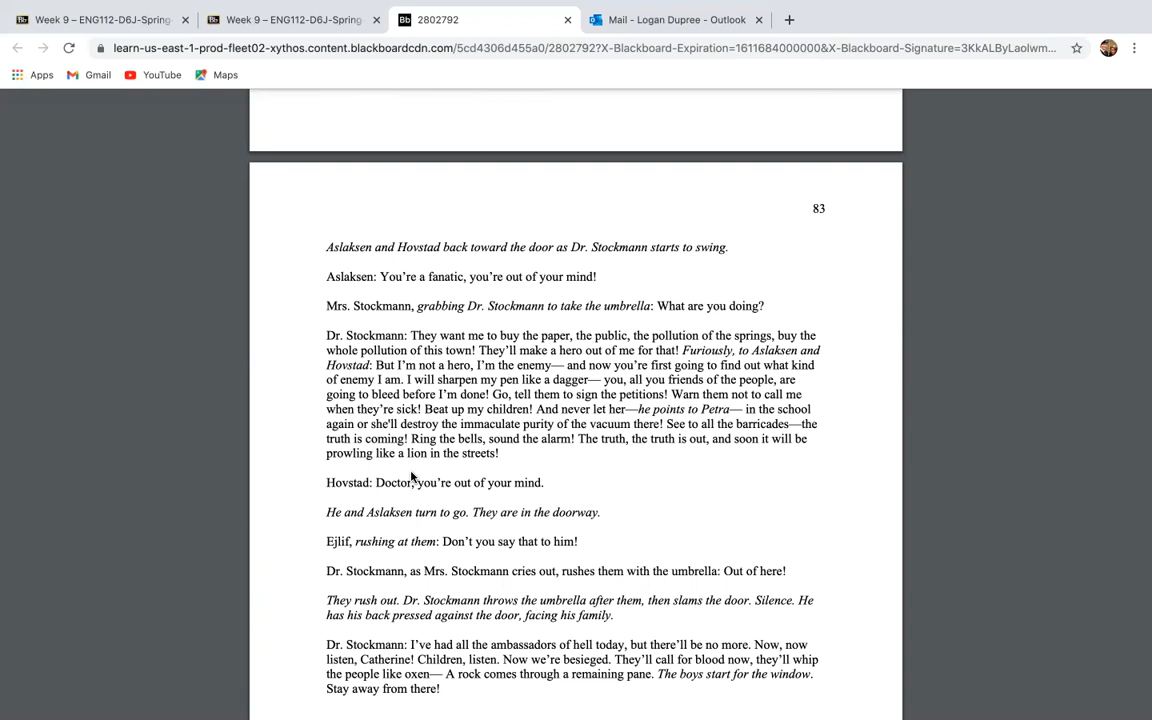 Week 9 – ENG112-D6J-Spring-
Week 9 – ENG112-D6J-Spring-
2802792
Mail - Logan Dupree - Outlook
learn-us-east-1-prod-fleet02-xythos.content.blackboardcdn.com/5cd4306d455a0/2802792?X-Blackboard-Expiration=1611684000000&X-Blackboard-Signature=3KkALByLaolwm...
Apps Gmail YouTube Maps
83
Aslaksen and Hovstad back toward the door as Dr. Stockmann starts to swing.
Aslaksen: You’re a fanatic, you’re out of your mind!
Mrs. Stockmann, grabbing Dr. Stockmann to take the umbrella: What are you doing?
Dr. Stockmann: They want me to buy the paper, the public, the pollution of the springs, buy the
whole pollution of this town! They’ll make a hero out of me for that! Furiously, to Aslaksen and
Hovstad: But I’m not a hero, I’m the enemy— and now you’re first going to find out what kind
of enemy I am. I will sharpen my pen like a dagger— you, all you friends of the people, are
going to bleed before I’m done! Go, tell them to sign the petitions! Warn them not to call me
when they’re sick! Beat up my children! And never let her—he points to Petra— in the school
again or she'll destroy the immaculate purity of the vacuum there! See to all the barricades—the
truth is coming! Ring the bells, sound the alarm! The truth, the truth is out, and soon it will be
prowling like a lion in the streets!
Hovstad: Doctor, you’re out of your mind.
He and Aslaksen turn to go. They are in the doorway.
Ejlif, rushing at them: Don’t you say that to him!
Dr. Stockmann, as Mrs. Stockmann cries out, rushes them with the umbrella: Out of here!
They rush out. Dr. Stockmann throws the umbrella after them, then slams the door. Silence. He
has his back pressed against the door, facing his family.
Dr. Stockmann: I’ve had all the ambassadors of hell today, but there’ll be no more. Now, now
listen, Catherine! Children, listen. Now we’re besieged. They’ll call for blood now, they’ll whip
the people like oxen— A rock comes through a remaining pane. The boys start for the window.
Stay away from there!